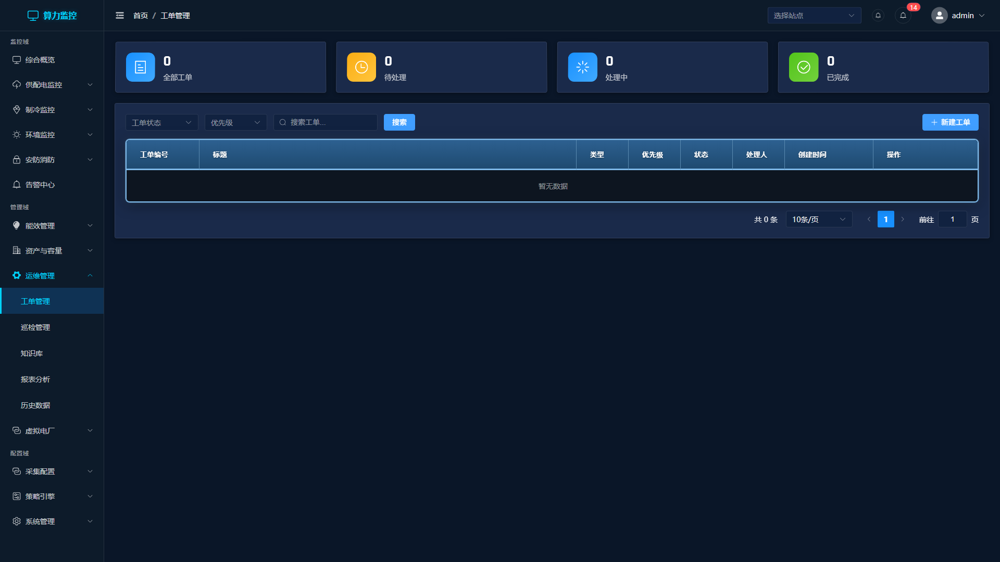 算力监控
首页 / 工单管理
选择站点
14
admin
监控域
综合概览
供配电监控
制冷监控
环境监控
安防消防
告警中心
管理域
能效管理
资产与容量
运维管理
工单管理
巡检管理
知识库
报表分析
历史数据
虚拟电厂
配置域
采集配置
策略引擎
系统管理
0
全部工单
0
待处理
0
处理中
0
已完成
工单状态 优先级 搜索工单... 搜索 新建工单
工单编号 标题 类型 优先级 状态 处理人 创建时间 操作
暂无数据
共 0 条 10条/页 1 前往 1 页